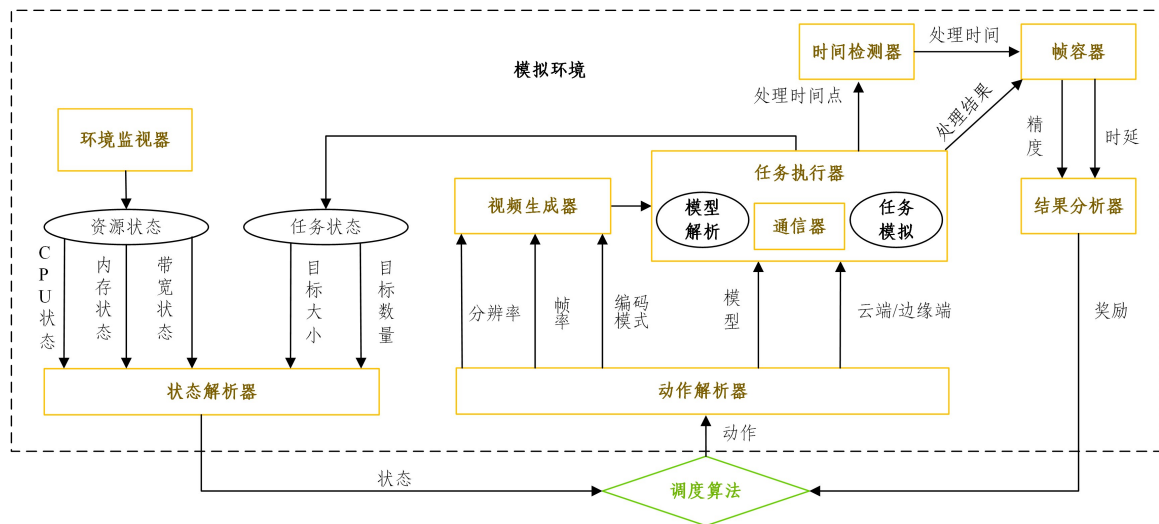 模拟环境
时间检测器
处理时间
帧容器
处理时间点
处理结果
精度
时延
环境监视器
任务执行器
视频生成器
模型
解析
通信器
任务
模拟
结果分析器
资源状态
任务状态
CPU状态
内存状态
带宽状态
目标大小
目标数量
分辨率
帧率
编码
模式
模型
云端/边缘端
奖励
状态解析器
动作解析器
动作
状态
调度算法